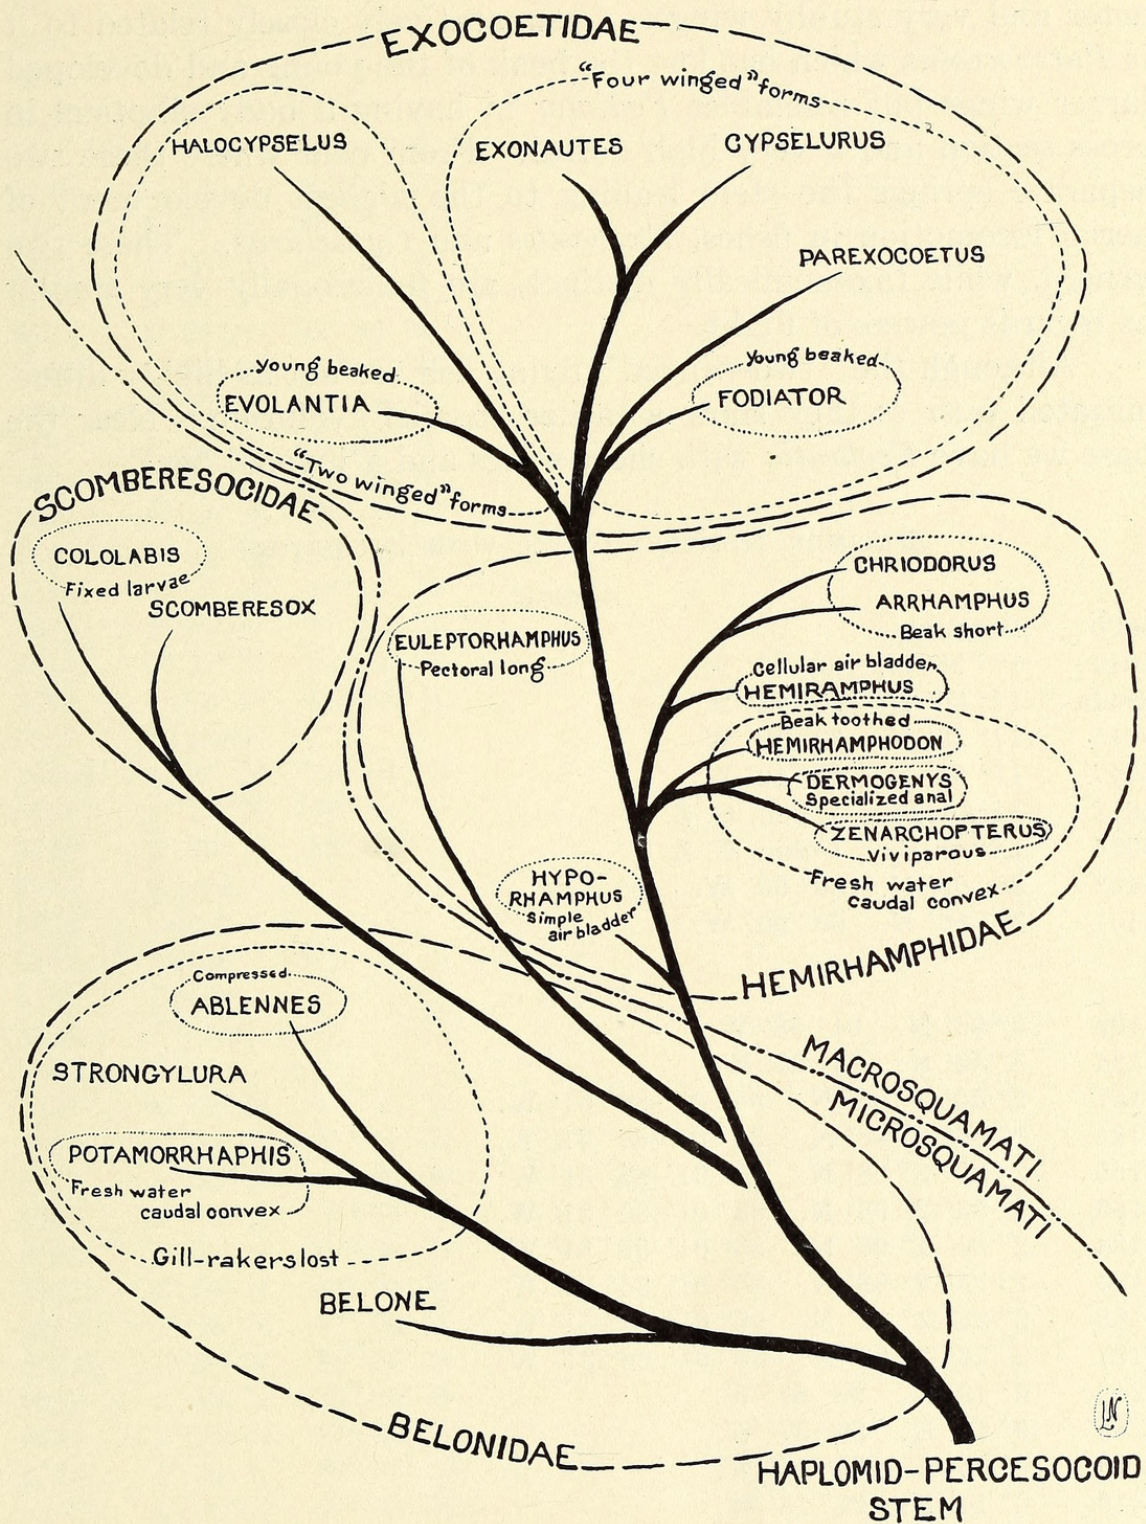 EXOCOETIDAE
"Four winged" forms
HALOCYPSELUS
EXONAUTES
CYPSELURUS
PAREXOCOETUS
Young beaked
EVOLANTIA
Young beaked
FODIATOR
"Two winged" forms
SCOMBERESOCIDAE
COLOLABIS
Fixed larvae
SCOMBERESOX
EULEPTORHAMPHUS
Pectoral long
CHRIODORUS
ARRHAMPHUS
Beak short
Cellular air bladder
HEMIRAMPHUS
Beak toothed
HEMIRHAMPHODON
DERMOGENYS
Specialized anal
ZENARCHOPTERUS
Viviparous
Fresh water
caudal convex
HYPO-
RHAMPHUS
Simple
air bladder
HEMIRHAMPHIDAE
MACROSQUAMATI
MICROSQUAMATI
Compressed
ABLENNES
STRONGYLURA
POTAMORRHAPHIS
Fresh water
caudal convex
Gill-rakers lost
BELONE
BELONIDAE
LN
HAPLOMID-PERCESOCOID
STEM